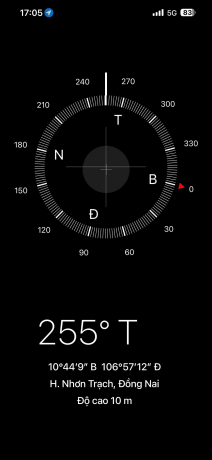 17:05 5G 83
240 270
210 300
T
180 330
N
B
150 0
Đ
120 30
90 60
255° T
10°44'9" B 106°57'12" Đ
H. Nhơn Trạch, Đồng Nai
Độ cao 10 m